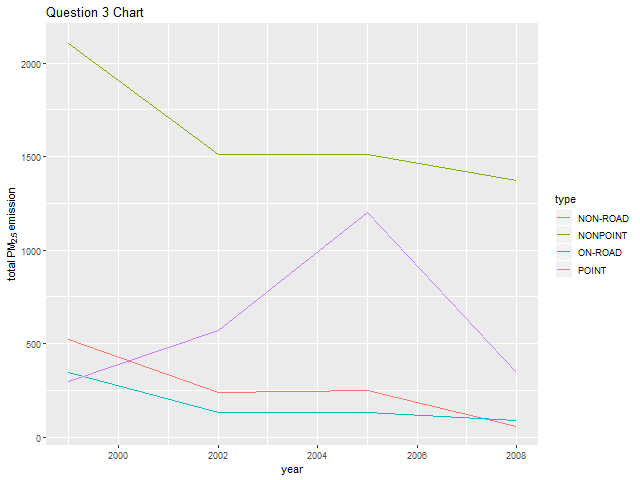 Question 3 Chart
total PM2.5 emission
2000
1500
1000
500
0
2000 2002 2004 2006 2008
year
type
NON-ROAD
NONPOINT
ON-ROAD
POINT